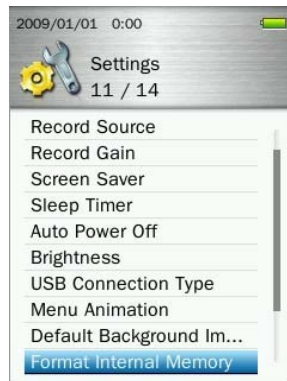 2009/01/01 0:00
Settings
11 / 14
Record Source
Record Gain
Screen Saver
Sleep Timer
Auto Power Off
Brightness
USB Connection Type
Menu Animation
Default Background Im...
Format Internal Memory